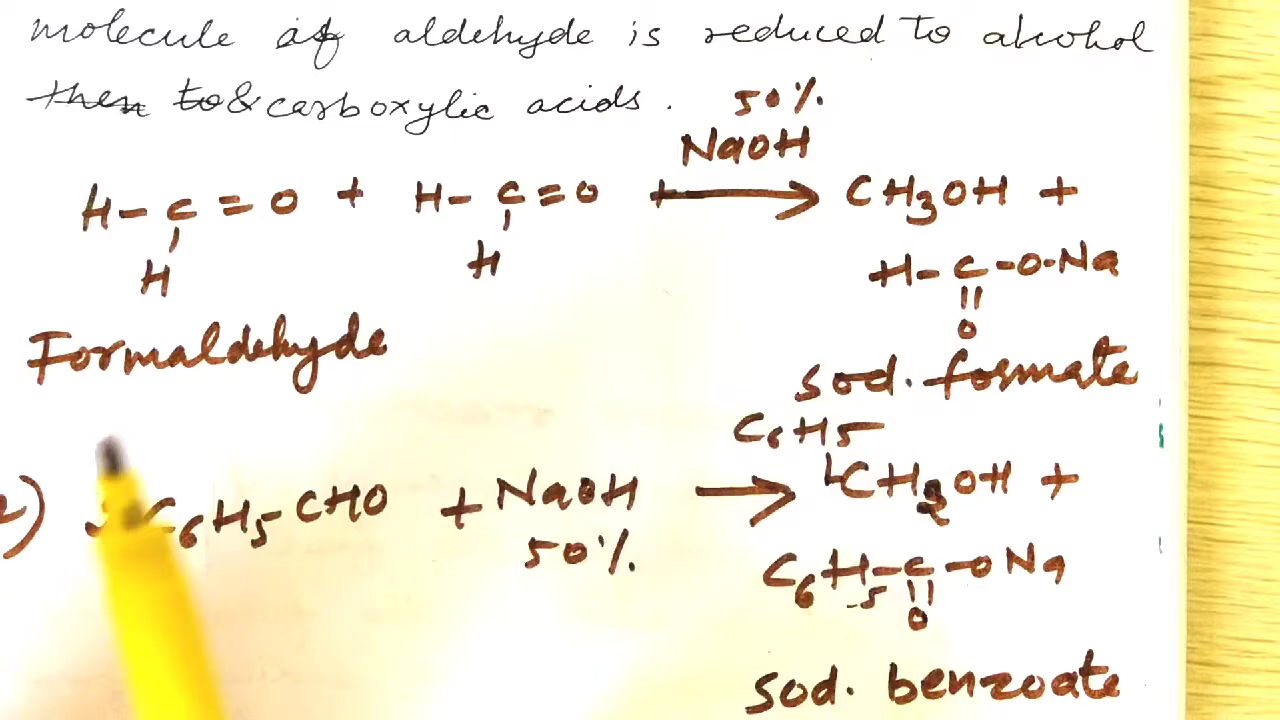 molecule of aldehyde is reduced to alcohol
then to & carboxylic acids.
50%
NaOH
H-C=O + H-C=O + → CH3OH +
H H
H-C-O-Na
||
O
Formaldehyde
sod. formate
C6H5
2) C6H5-CHO + NaOH → CH2OH +
50%
C6H5-C-ONa
||
O
sod. benzoate